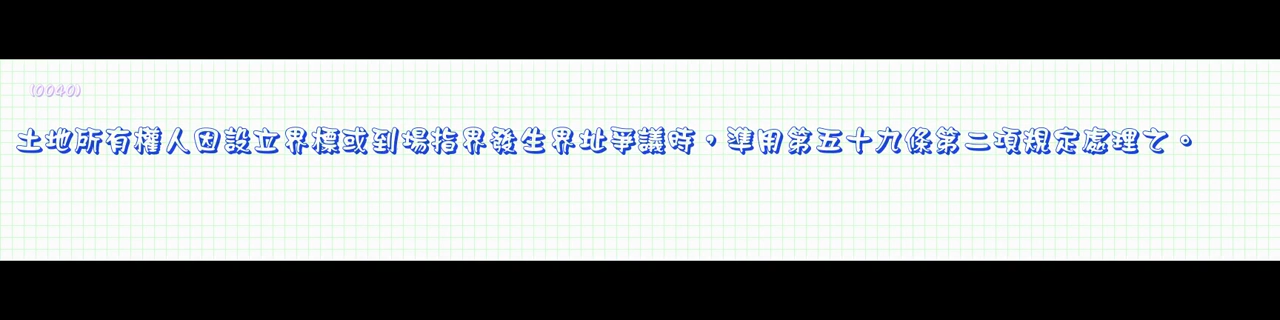 (0040)
土地所有權人因設立界標或到場指界發生界址爭議時，準用第五十九條第二項規定處理之。